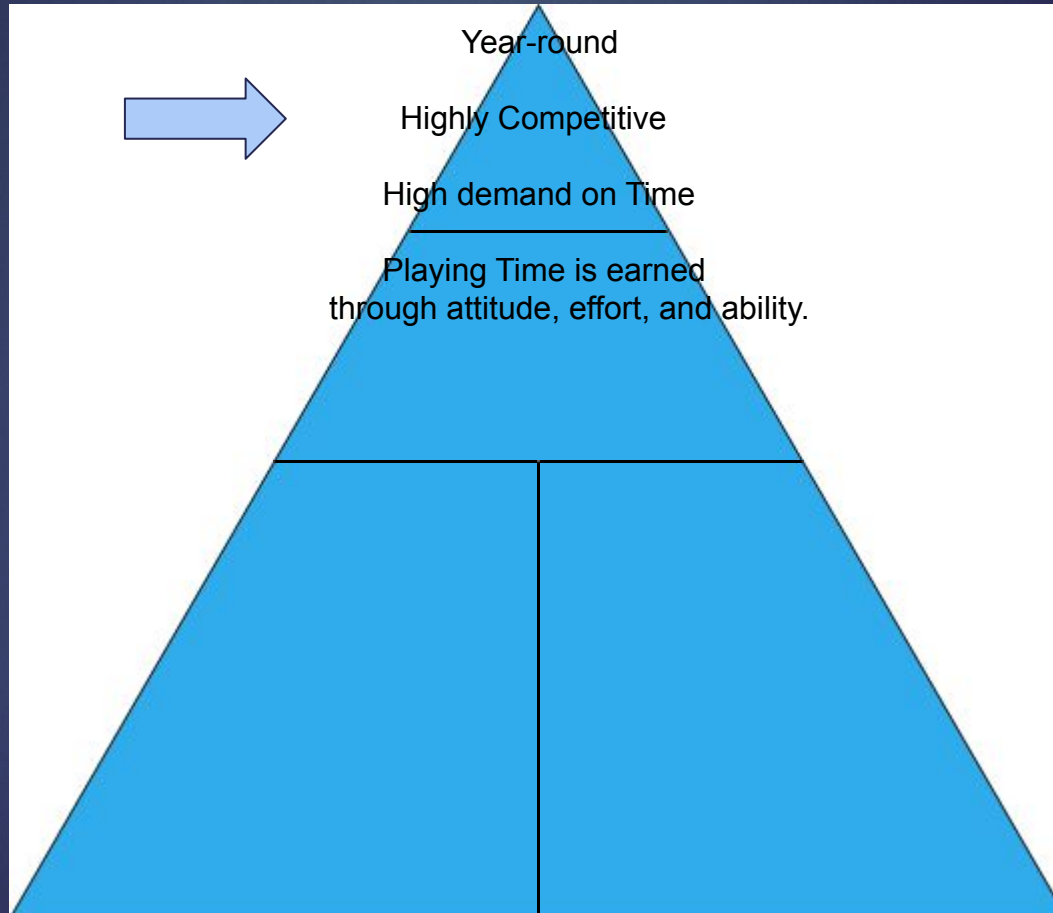 Year-round
Highly Competitive
High demand on Time
Playing Time is earned
through attitude, effort, and ability.